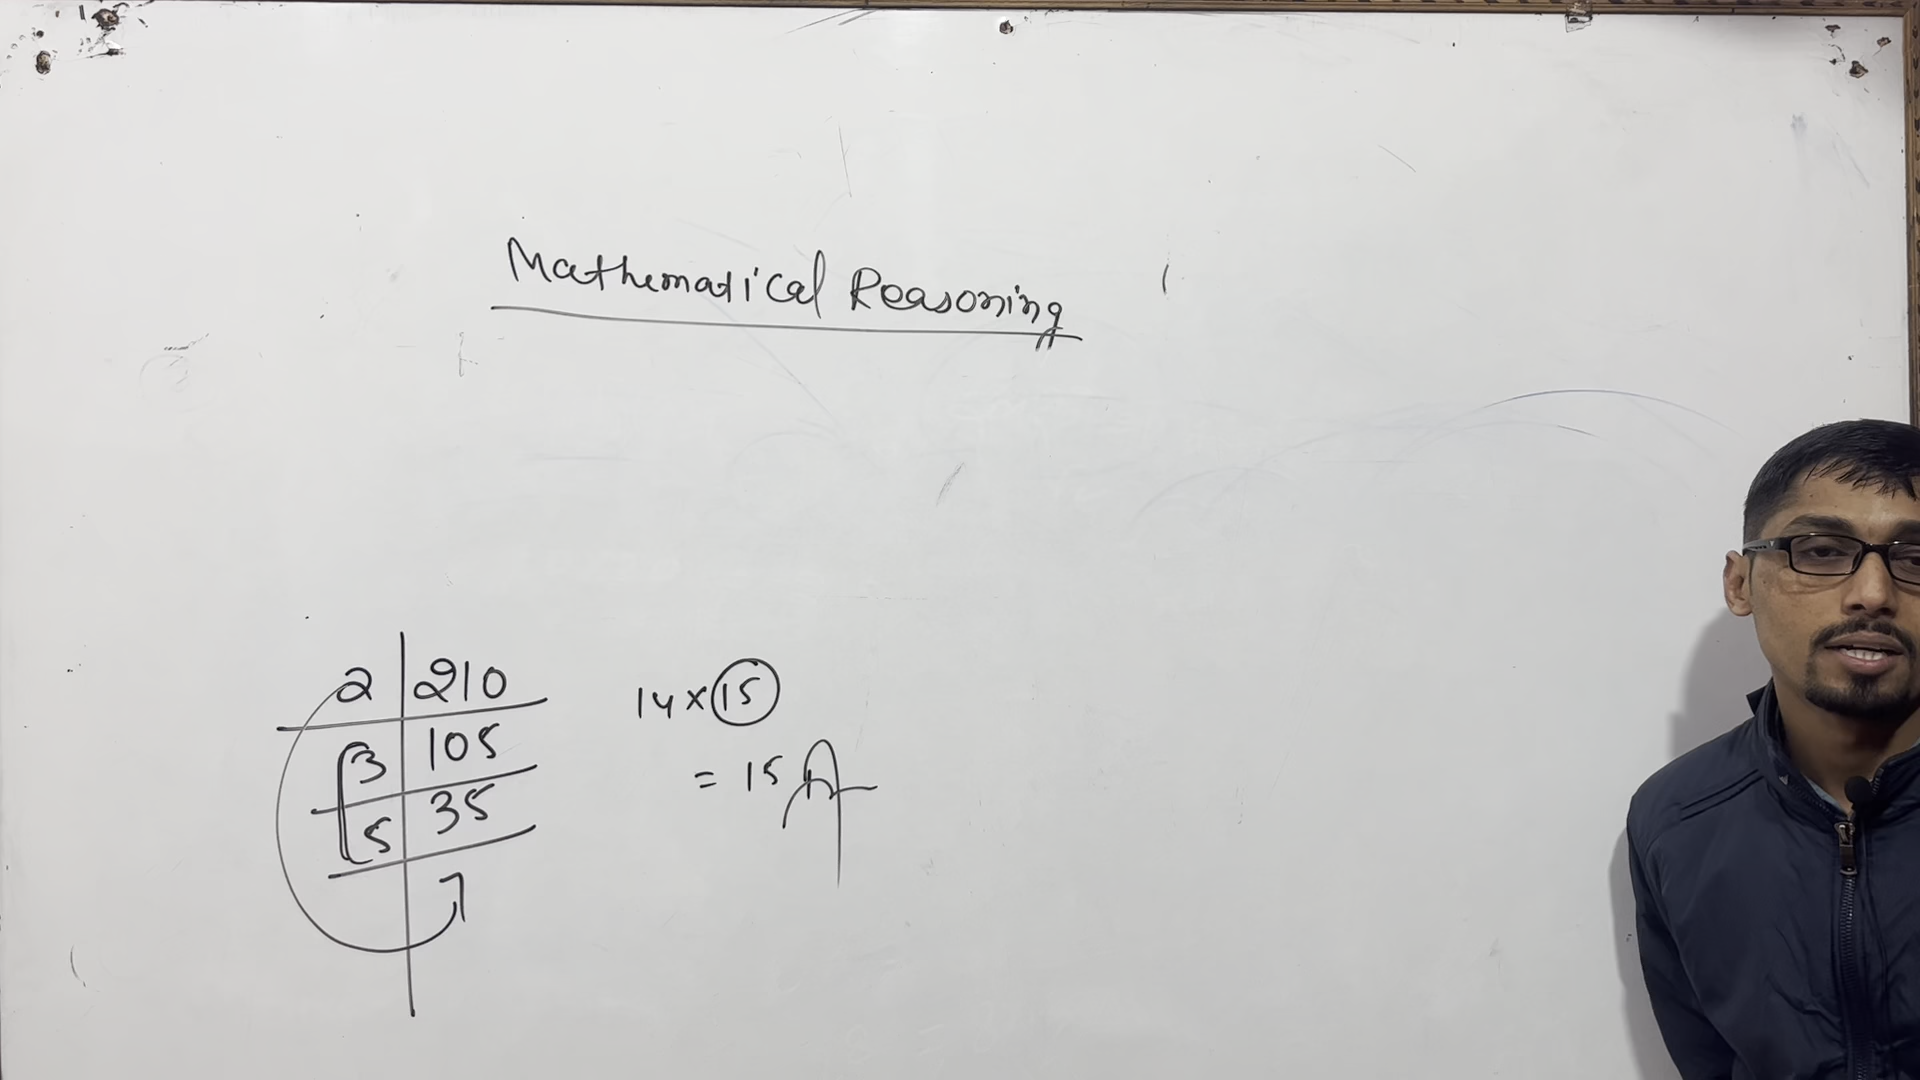 Mathematical Reasoning
2 | 210
3 | 105
5 | 35
7
14 × 15
= 15